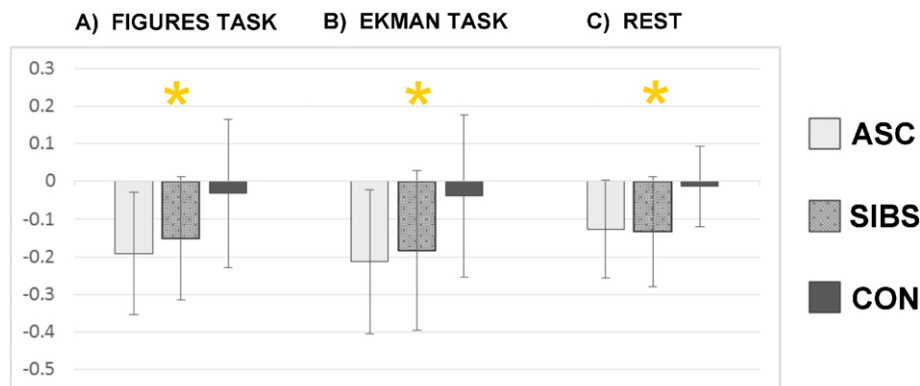 A) FIGURES TASK
B) EKMAN TASK
C) REST
0.3
0.2
0.1
0
-0.1
-0.2
-0.3
-0.4
-0.5
ASC
SIBS
CON